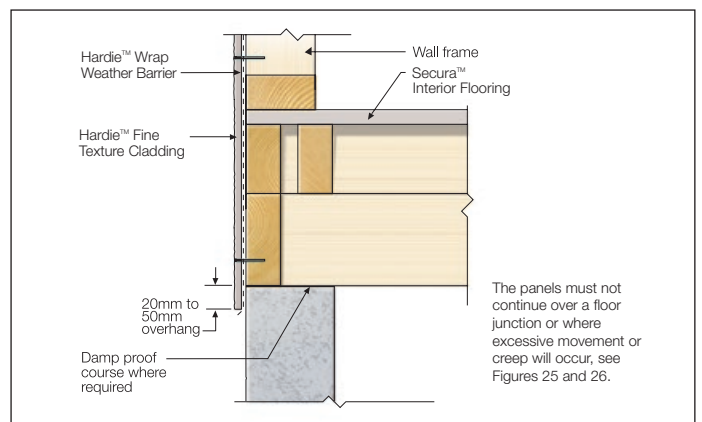 Hardie™ Wrap
Weather Barrier
Wall frame
Secura™
Interior Flooring
Hardie™ Fine
Texture Cladding
20mm to
50mm
overhang
Damp proof
course where
required
The panels must not
continue over a floor
junction or where
excessive movement or
creep will occur, see
Figures 25 and 26.